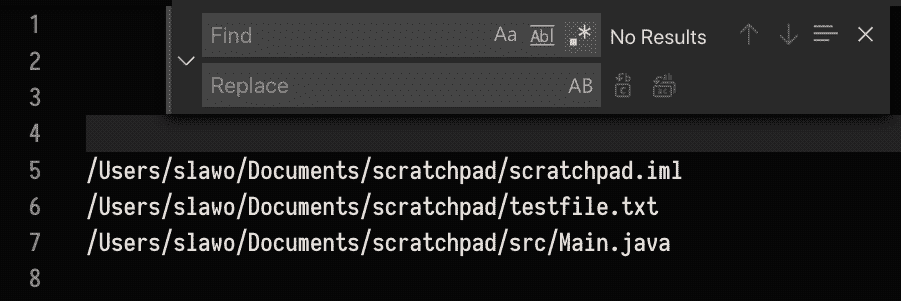 1
Find
Aa
Abl
.*
No Results
2
3
Replace
AB
4
5 /Users/slawo/Documents/scratchpad/scratchpad.iml
6 /Users/slawo/Documents/scratchpad/testfile.txt
7 /Users/slawo/Documents/scratchpad/src/Main.java
8